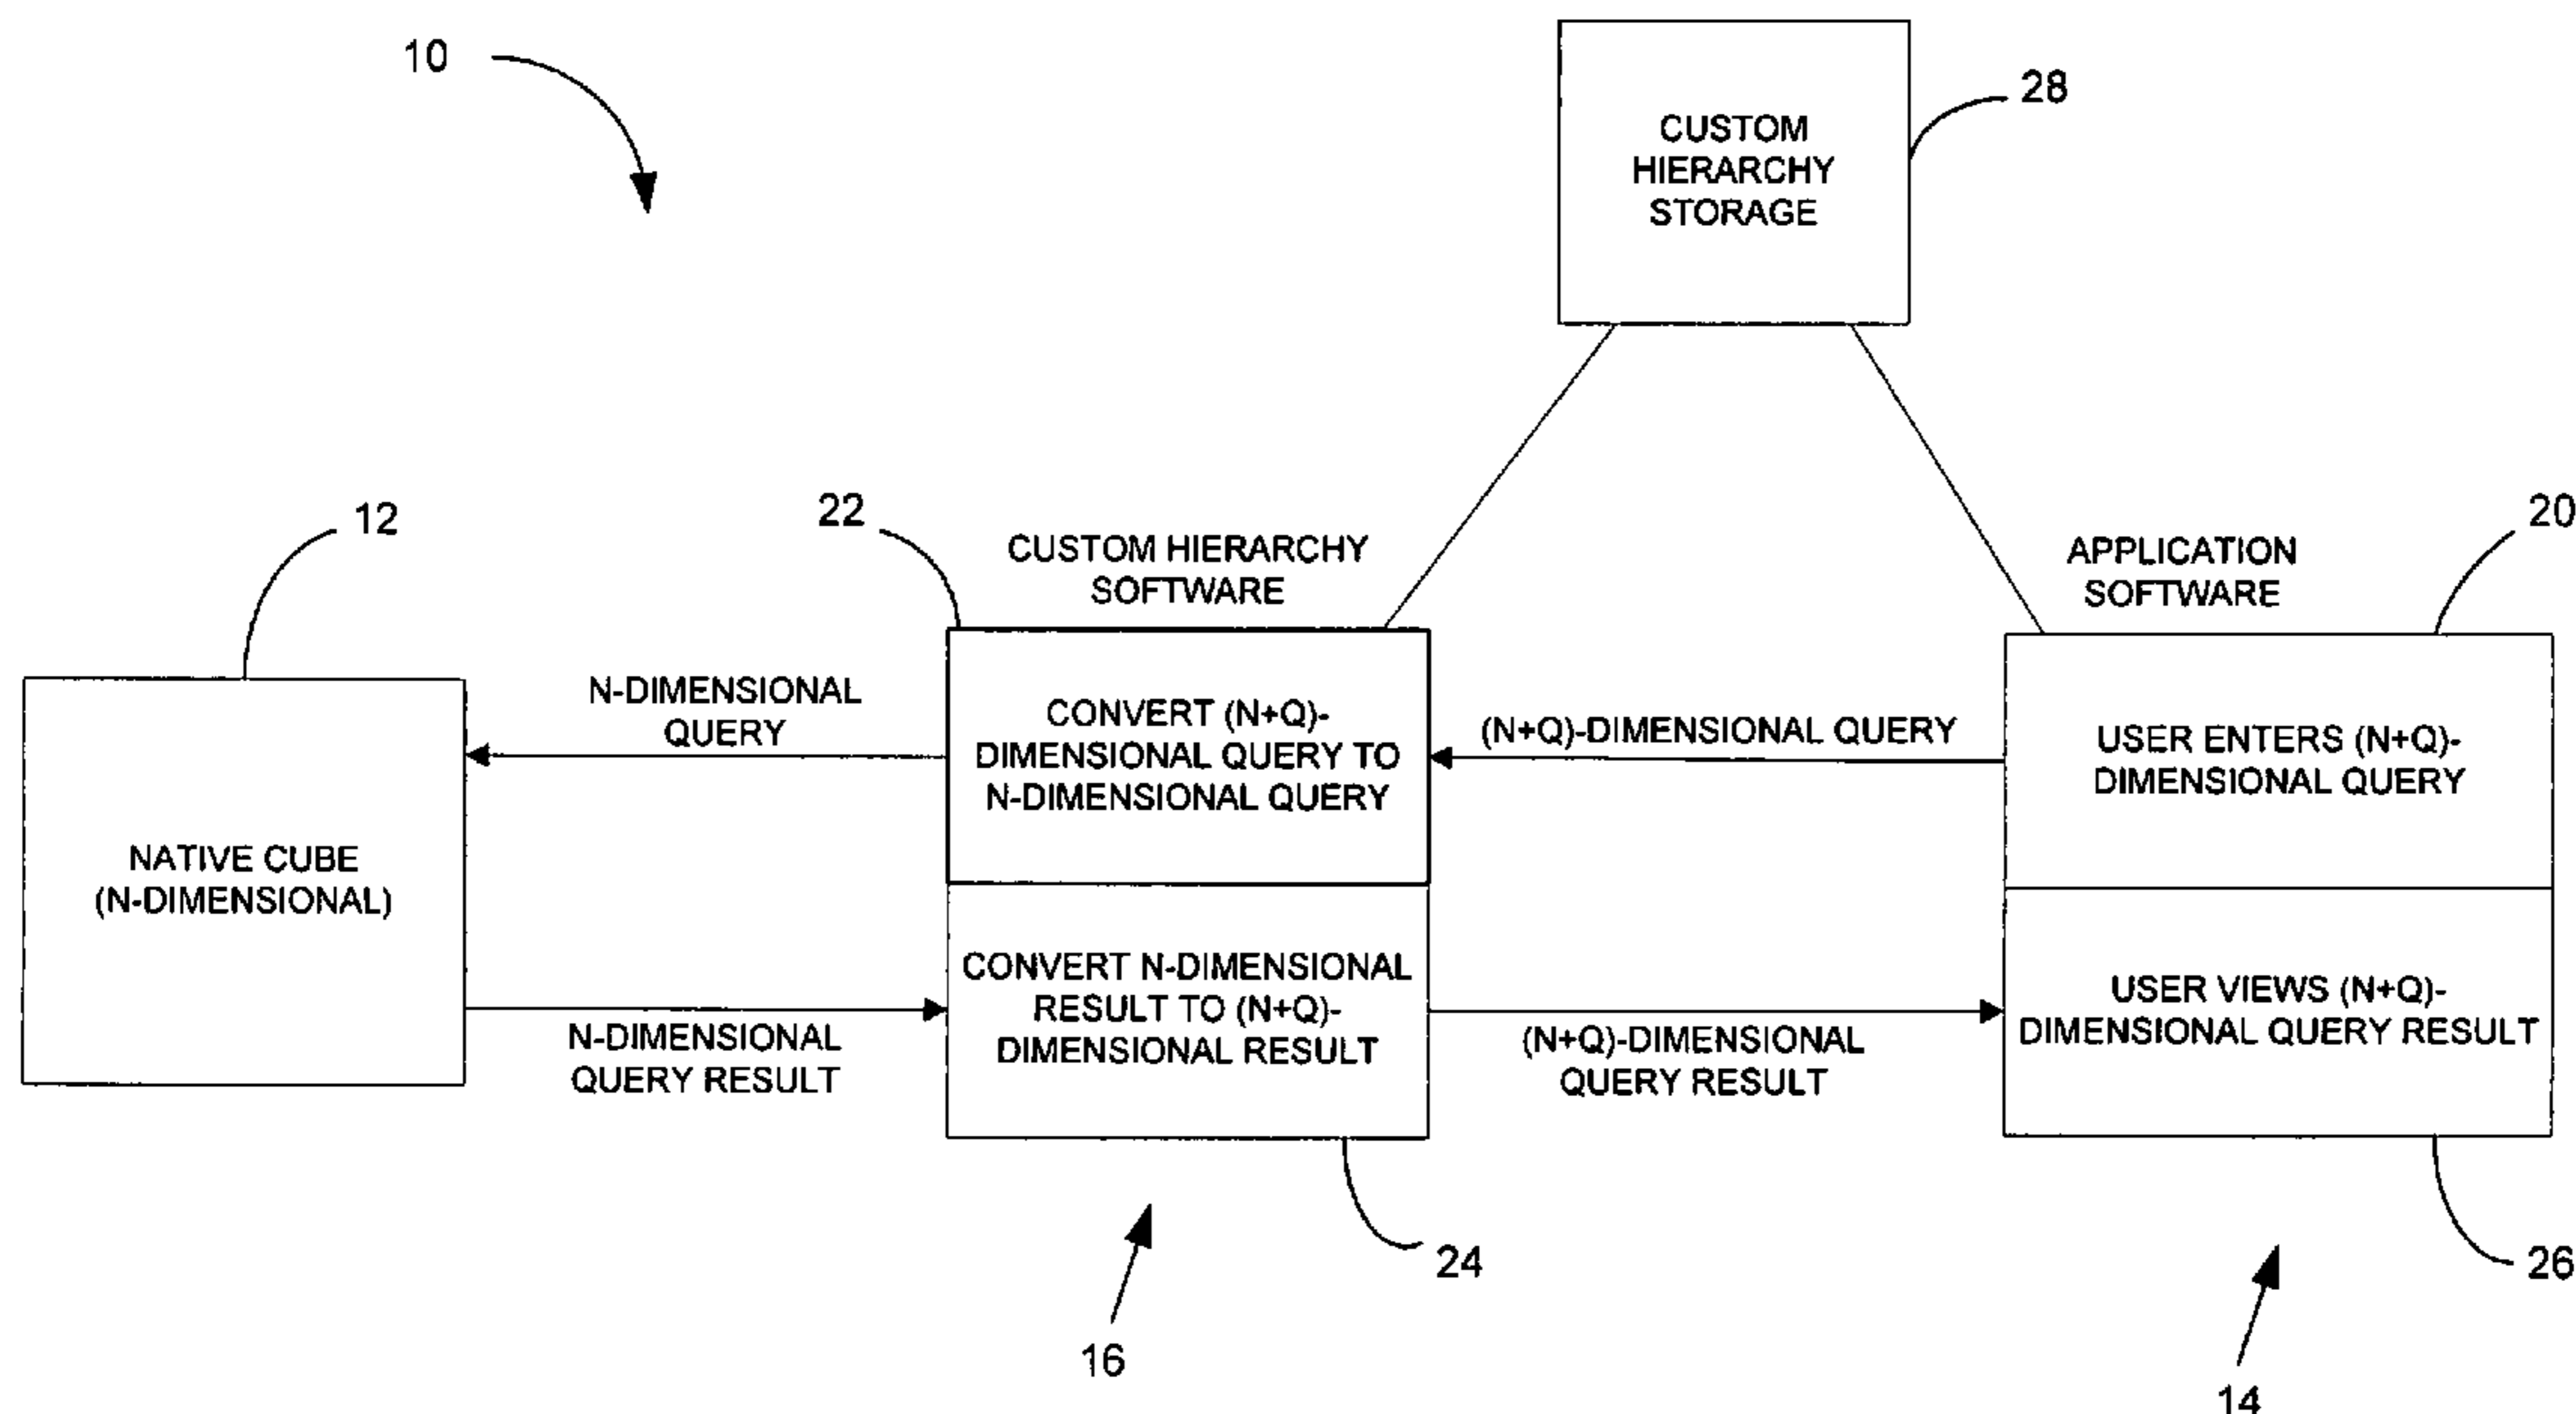 10
28
CUSTOM
HIERARCHY
STORAGE
12
22
CUSTOM HIERARCHY
SOFTWARE
APPLICATION
SOFTWARE
20
N-DIMENSIONAL
QUERY
CONVERT (N+Q)-
DIMENSIONAL QUERY TO
N-DIMENSIONAL QUERY
(N+Q)-DIMENSIONAL QUERY
USER ENTERS (N+Q)-
DIMENSIONAL QUERY
NATIVE CUBE
(N-DIMENSIONAL)
N-DIMENSIONAL
QUERY RESULT
CONVERT N-DIMENSIONAL
RESULT TO (N+Q)-
DIMENSIONAL RESULT
(N+Q)-DIMENSIONAL
QUERY RESULT
USER VIEWS (N+Q)-
DIMENSIONAL QUERY RESULT
24
26
16
14